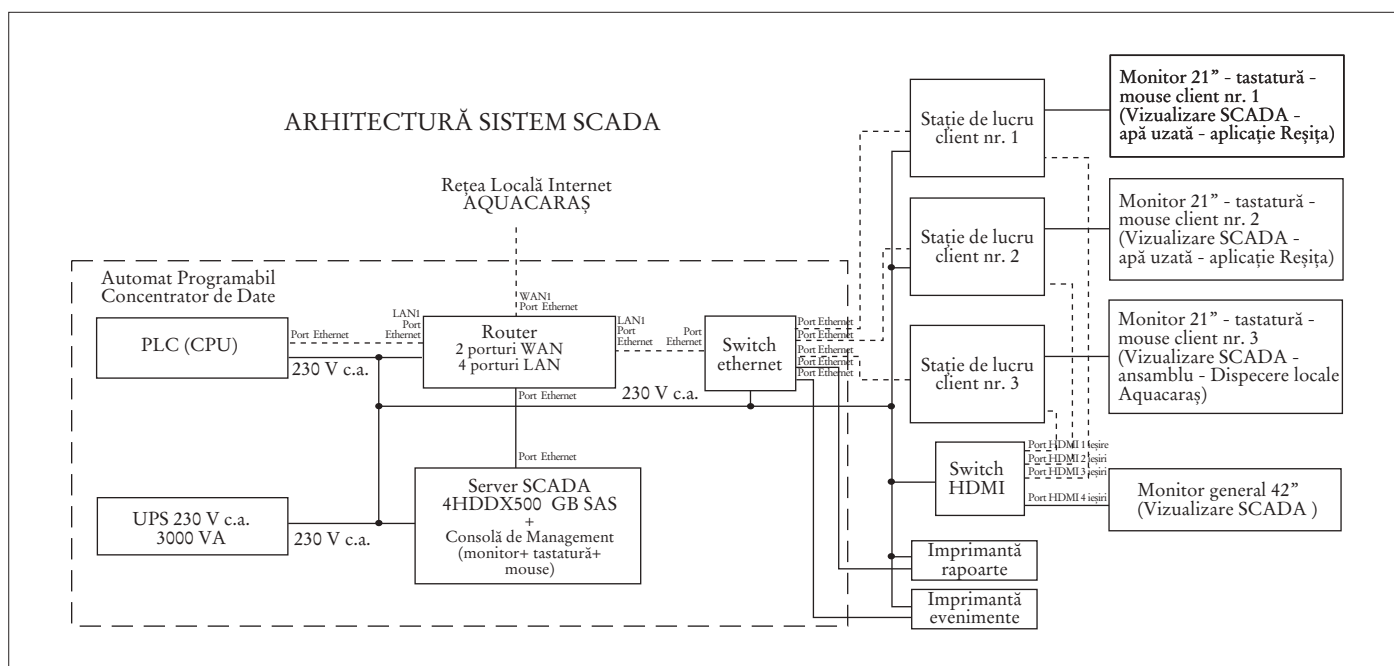 ARHITECTURĂ SISTEM SCADA
Rețea Locală Internet
AQUACARAȘ
Automat Programabil
Concentrator de Date
PLC (CPU)
Port Ethernet
230 V c.a.
LAN1
Port
Ethernet
WAN1
Port Ethernet
Router
2 porturi WAN
4 porturi LAN
LAN1
Port
Ethernet
Port
Ethernet
Switch
ethernet
Port Ethernet
Port Ethernet
Port Ethernet
Port Ethernet
Port Ethernet
230 V c.a.
Port Ethernet
Port Ethernet
Server SCADA
4HDDX500 GB SAS
+
Consolă de Management
(monitor+ tastatură+
mouse)
UPS 230 V c.a.
3000 VA
230 V c.a.
Stație de lucru
client nr. 1
Monitor 21” - tastatură -
mouse client nr. 1
(Vizualizare SCADA -
apă uzată - aplicație Reșița)
Stație de lucru
client nr. 2
Monitor 21” - tastatură -
mouse client nr. 2
(Vizualizare SCADA -
apă uzată - aplicație Reșița)
Stație de lucru
client nr. 3
Monitor 21” - tastatură -
mouse client nr. 3
(Vizualizare SCADA -
ansamblu - Dispecere locale
Aquacaraș)
Switch
HDMI
Port HDMI 1 ieșire
Port HDMI 2 ieșiri
Port HDMI 3 ieșiri
Port HDMI 4 ieșiri
Monitor general 42”
(Vizualizare SCADA )
Imprimantă
rapoarte
Imprimantă
evenimente